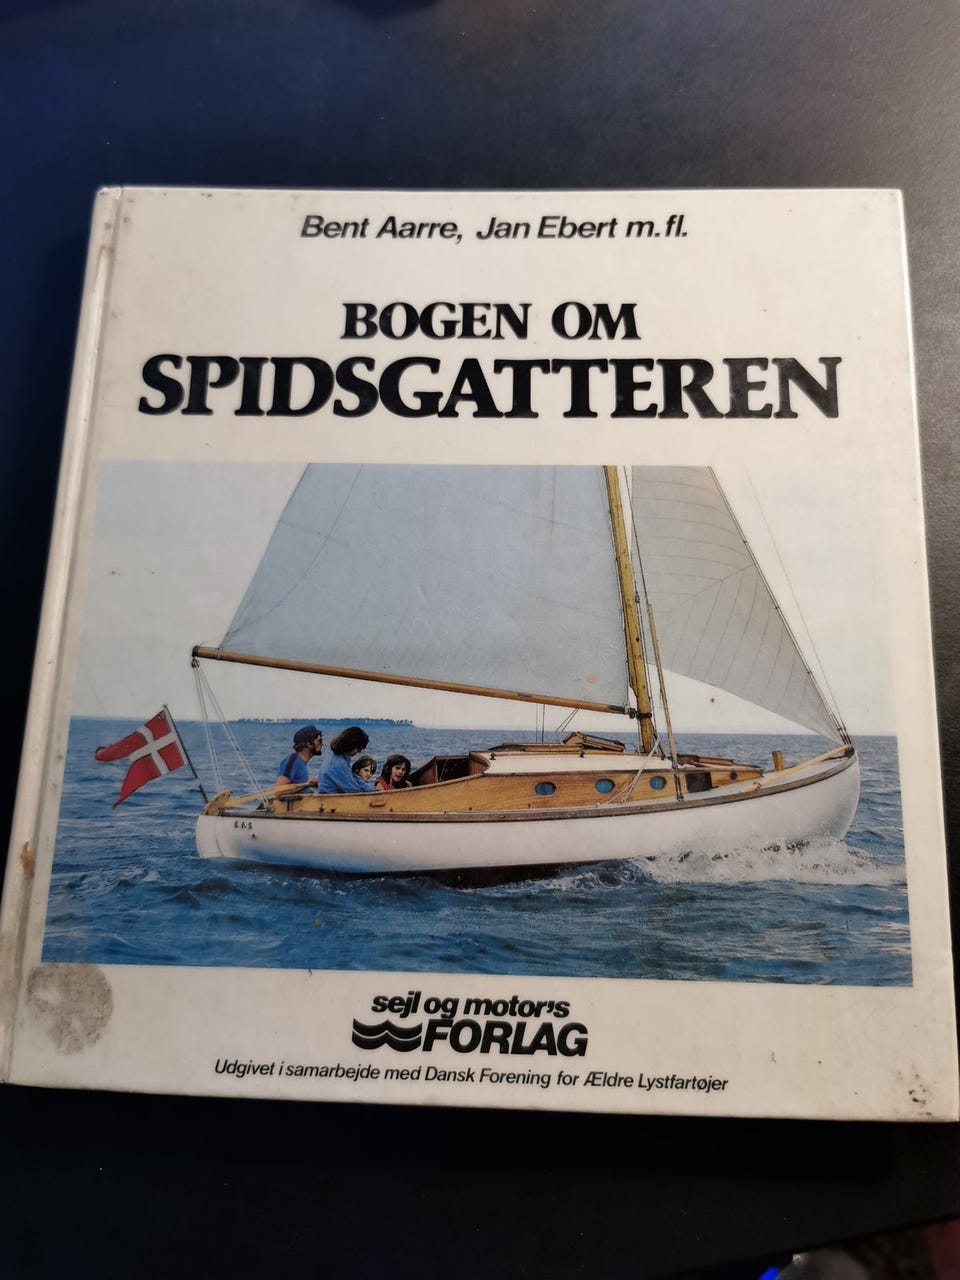 Bent Aarre, Jan Ebert m.fl.
BOGEN OM
SPIDSGATTEREN
sejl og motor's
FORLAG
Udgivet i samarbejde med Dansk Forening for Ældre Lystfartøjer